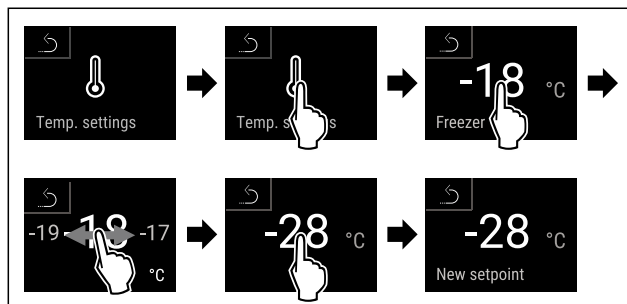 Temp. settings
Temp. s s
-18 °C
Freezer
-19 -18 -17
°C
-28 °C
-28 °C
New setpoint